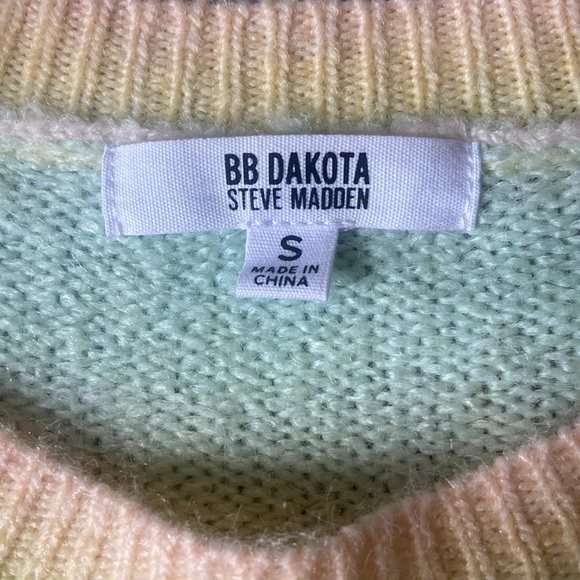 BB DAKOTA
STEVE MADDEN
S
MADE IN
CHINA